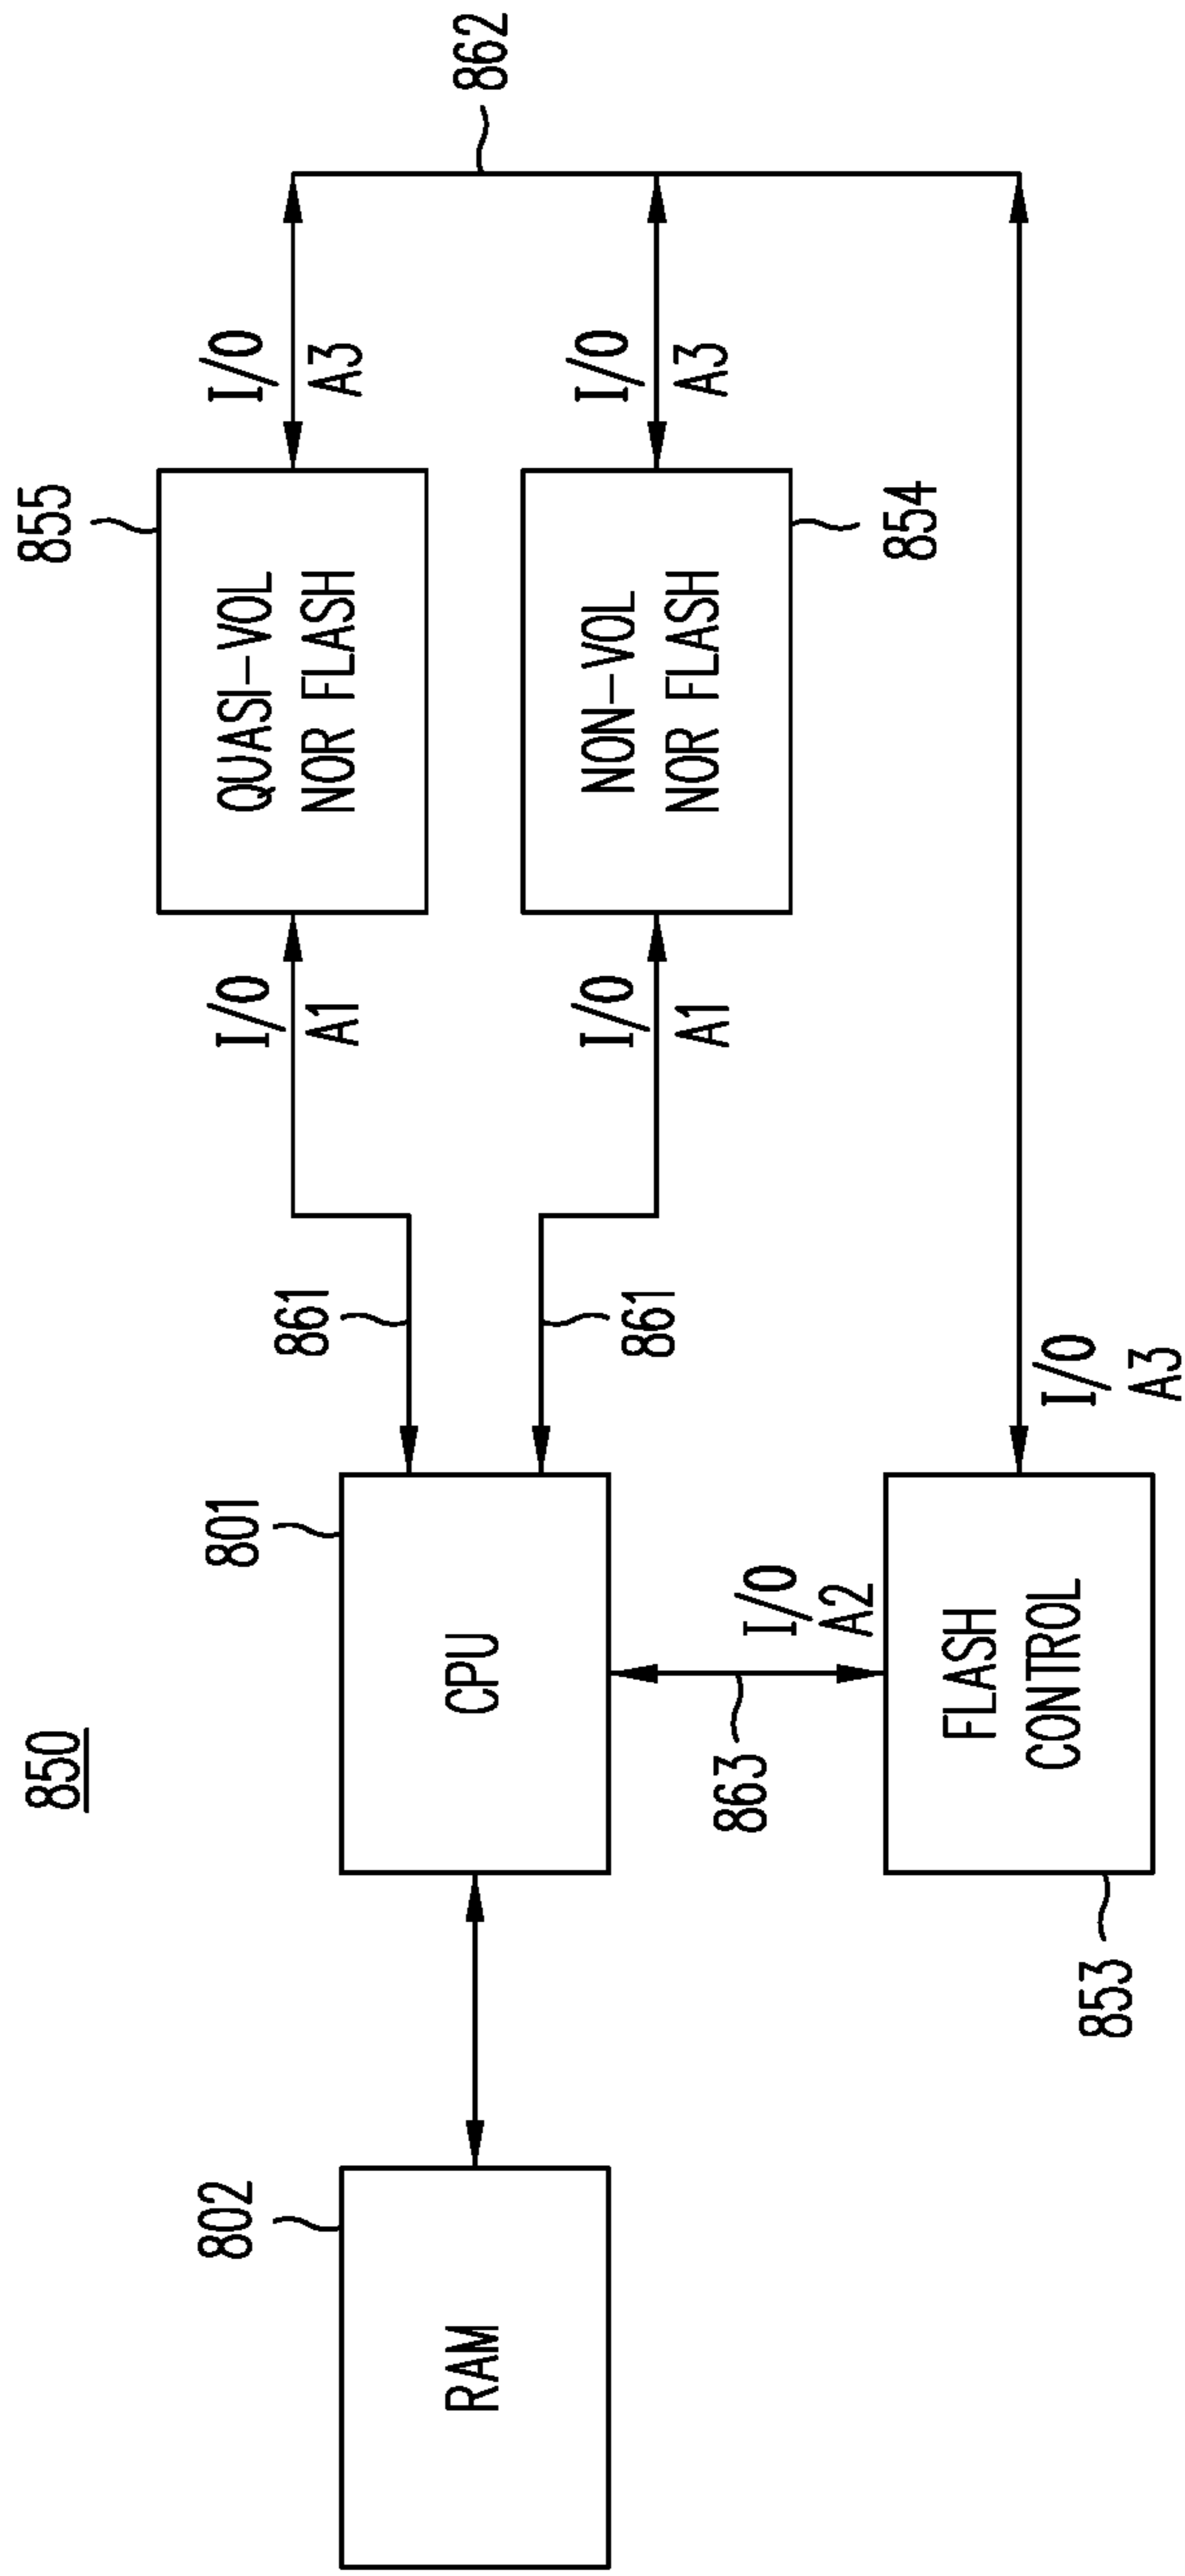 850
802
RAM
801
CPU
861
861
I/O
A1
I/O
A1
855
QUASI-VOL
NOR FLASH
NON-VOL
NOR FLASH
854
I/O
A3
I/O
A3
862
863
I/O
A2
FLASH
CONTROL
853
I/O
A3